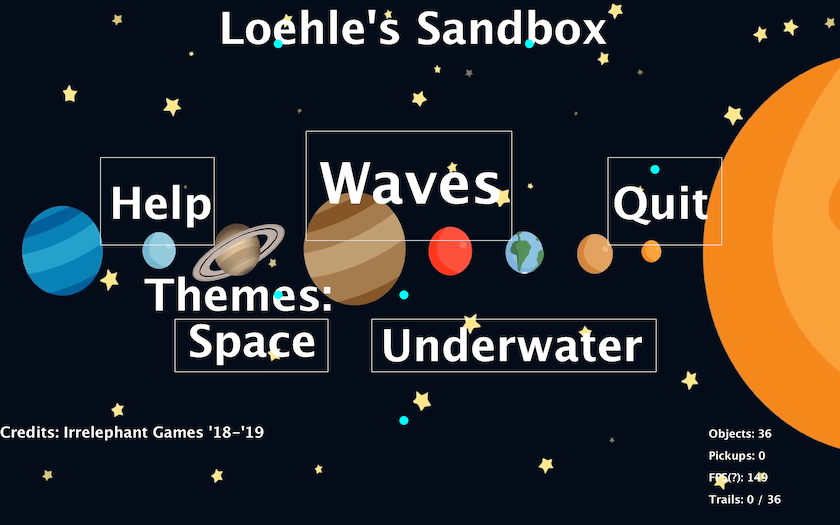 Loehle's Sandbox
Help
Waves
Quit
Themes:
Space
Underwater
Credits: Irrelephant Games '18-'19
Objects: 36
Pickups: 0
FPS(?): 149
Trails: 0 / 36